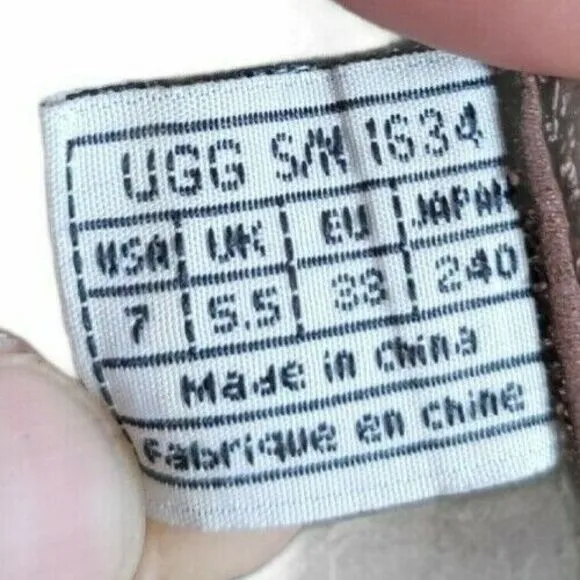 UGG S/N 1634
USA UK EU JAPAN
7 5.5 38 240
Made in China
Fabrique en chine